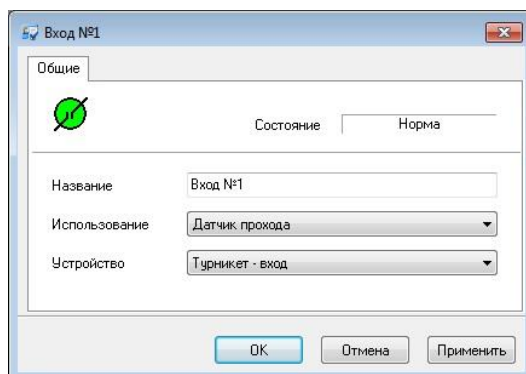 Вход №1
Общие
Состояние Норма
Название Вход №1
Использование Датчик прохода
Устройство Турникет - вход
OK Отмена Применить